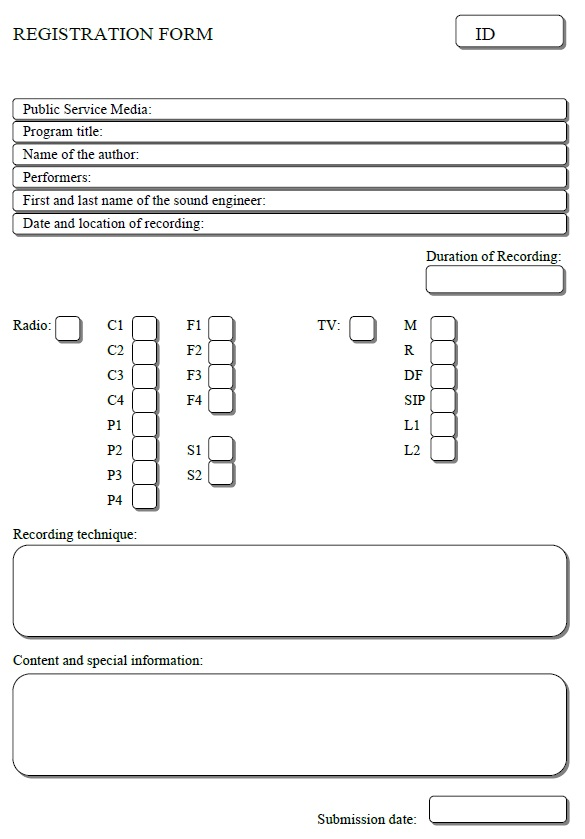 REGISTRATION FORM ID
Public Service Media:
Program title:
Name of the author:
Performers:
First and last name of the sound engineer:
Date and location of recording:
Duration of Recording:
Radio: C1 F1 TV: M
C2 F2 R
C3 F3 DF
C4 F4 SIP
P1 L1
P2 S1 L2
P3 S2
P4
Recording technique:
Content and special information:
Submission date: